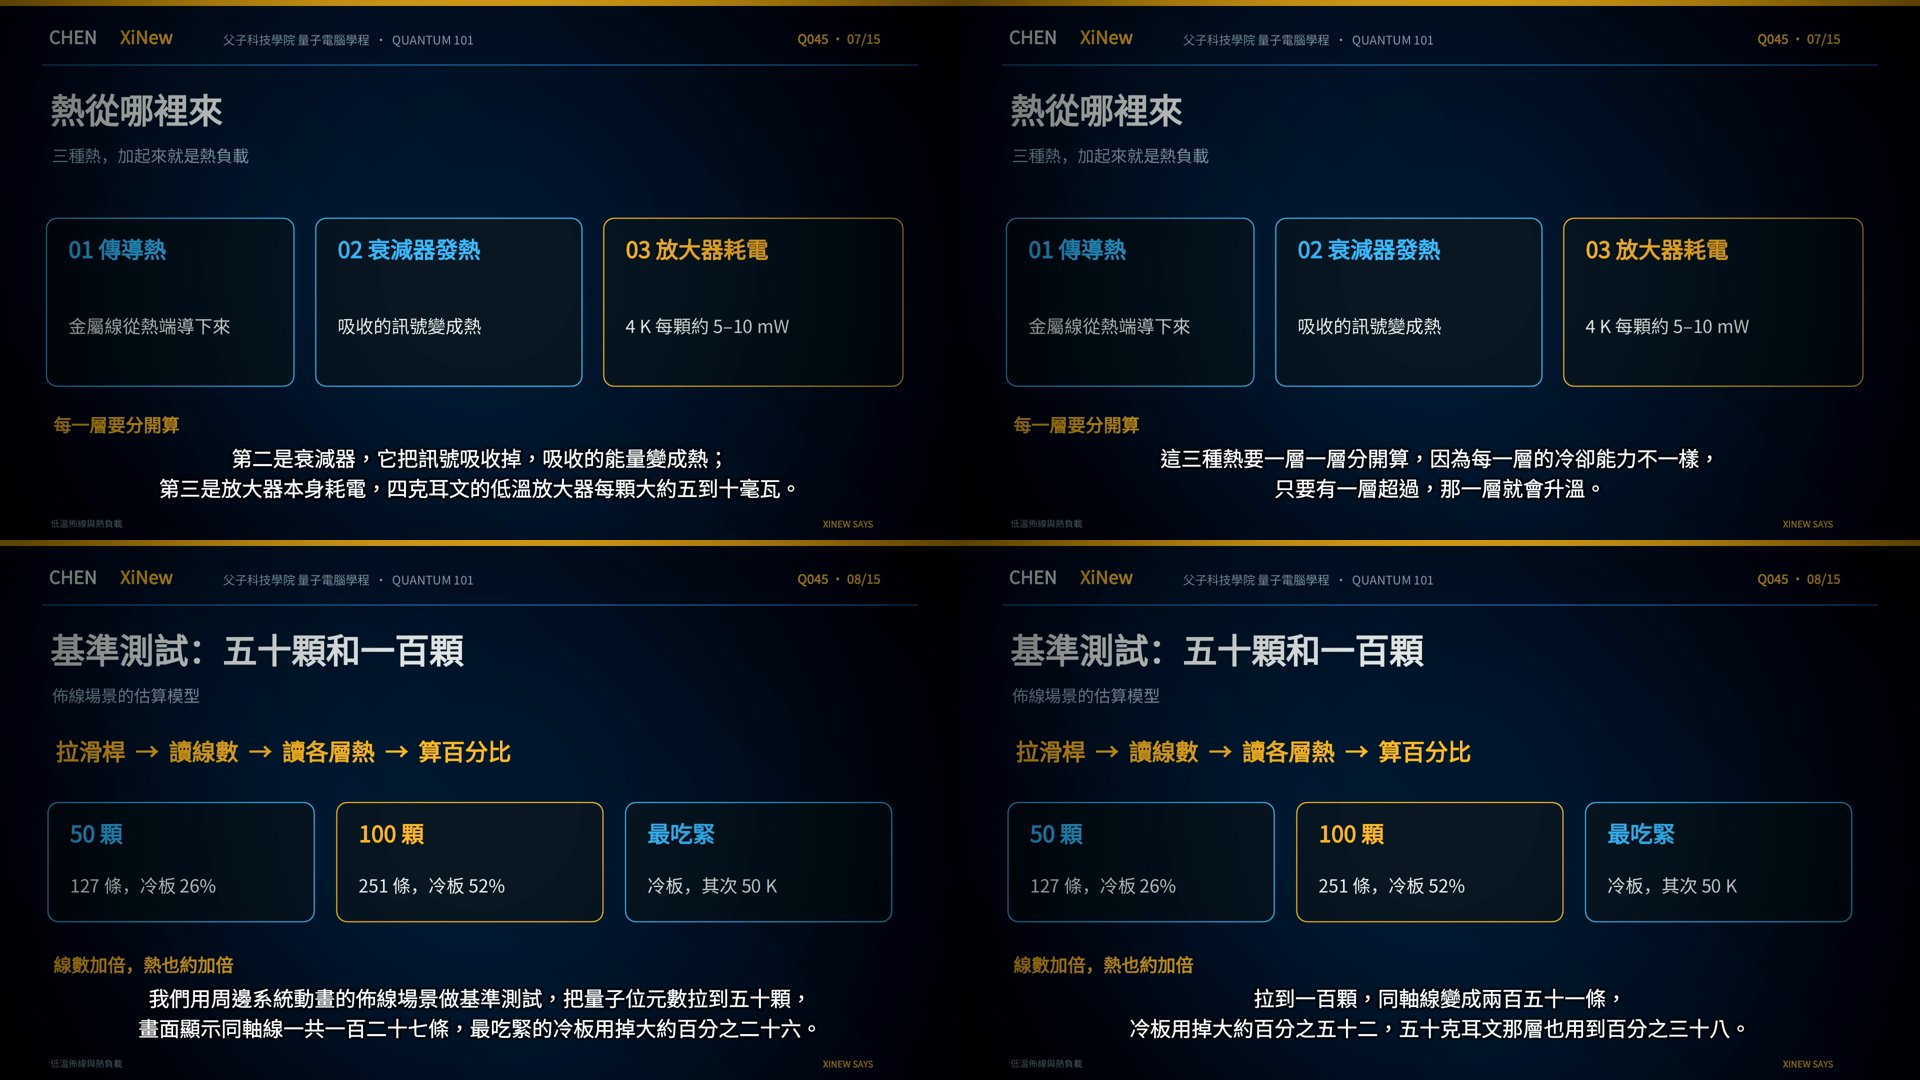 CHEN XiNew 父子科技學院 量子電腦學程 · QUANTUM 101 Q045 · 07/15
熱從哪裡來
三種熱，加起來就是熱負載
01 傳導熱
金屬線從熱端導下來
02 衰減器發熱
吸收的訊號變成熱
03 放大器耗電
4 K 每顆約 5–10 mW
每一層要分開算
第二是衰減器，它把訊號吸收掉，吸收的能量變成熱；
第三是放大器本身耗電，四克耳文的低溫放大器每顆大約五到十毫瓦。
低溫佈線與熱負載 XINEW SAYS
CHEN XiNew 父子科技學院 量子電腦學程 · QUANTUM 101 Q045 · 07/15
熱從哪裡來
三種熱，加起來就是熱負載
01 傳導熱
金屬線從熱端導下來
02 衰減器發熱
吸收的訊號變成熱
03 放大器耗電
4 K 每顆約 5–10 mW
每一層要分開算
這三種熱要一層一層分開算，因為每一層的冷卻能力不一樣，
只要有一層超過，那一層就會升溫。
低溫佈線與熱負載 XINEW SAYS
CHEN XiNew 父子科技學院 量子電腦學程 · QUANTUM 101 Q045 · 08/15
基準測試：五十顆和一百顆
佈線場景的估算模型
拉滑桿 → 讀線數 → 讀各層熱 → 算百分比
50 顆
127 條，冷板 26%
100 顆
251 條，冷板 52%
最吃緊
冷板，其次 50 K
線數加倍，熱也約加倍
我們用周邊系統動畫的佈線場景做基準測試，把量子位元數拉到五十顆，
畫面顯示同軸線一共一百二十七條，最吃緊的冷板用掉大約百分之二十六。
低溫佈線與熱負載 XINEW SAYS
CHEN XiNew 父子科技學院 量子電腦學程 · QUANTUM 101 Q045 · 08/15
基準測試：五十顆和一百顆
佈線場景的估算模型
拉滑桿 → 讀線數 → 讀各層熱 → 算百分比
50 顆
127 條，冷板 26%
100 顆
251 條，冷板 52%
最吃緊
冷板，其次 50 K
線數加倍，熱也約加倍
拉到一百顆，同軸線變成兩百五十一條，
冷板用掉大約百分之五十二，五十克耳文那層也用到百分之三十八。
低溫佈線與熱負載 XINEW SAYS